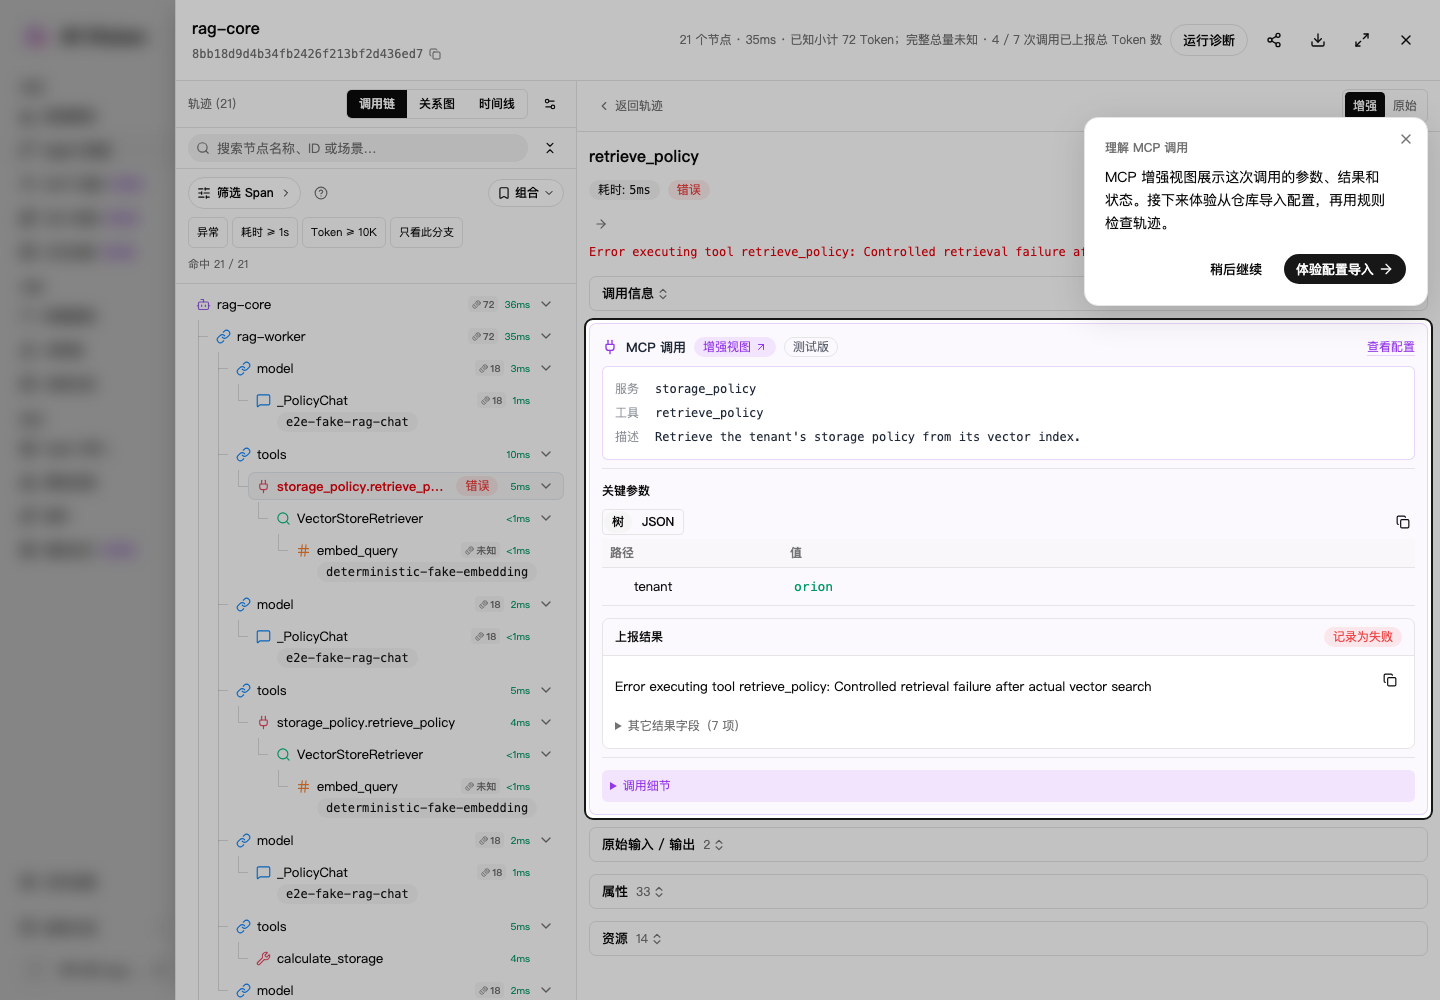 rag-core
8bb18d9d4b34fb2426f213bf2d436ed7
21 个节点 · 35ms · 已知小计 72 Token；完整总量未知 · 4 / 7 次调用已上报总 Token 数
运行诊断
轨迹 (21)
调用链
关系图
时间线
搜索节点名称、ID 或场景...
筛选 Span
组合
异常
耗时 ≥ 1s
Token ≥ 10K
只看此分支
命中 21 / 21
rag-core 72 36ms
rag-worker 72 35ms
model 18 3ms
_PolicyChat 18 1ms
e2e-fake-rag-chat
tools 10ms
storage_policy.retrieve_p... 错误 5ms
VectorStoreRetriever <1ms
embed_query 未知 <1ms
deterministic-fake-embedding
model 18 2ms
_PolicyChat 18 <1ms
e2e-fake-rag-chat
tools 5ms
storage_policy.retrieve_policy 4ms
VectorStoreRetriever <1ms
embed_query 未知 <1ms
deterministic-fake-embedding
model 18 2ms
_PolicyChat 18 1ms
e2e-fake-rag-chat
tools 5ms
calculate_storage 4ms
model 18 2ms
返回轨迹
增强
原始
retrieve_policy
耗时: 5ms
错误
Error executing tool retrieve_policy: Controlled retrieval failure
调用信息
理解 MCP 调用
MCP 增强视图展示这次调用的参数、结果和
状态。接下来体验从仓库导入配置，再用规则
检查轨迹。
稍后继续
体验配置导入
MCP 调用
增强视图
测试版
查看配置
服务 storage_policy
工具 retrieve_policy
描述 Retrieve the tenant's storage policy from its vector index.
关键参数
树 JSON
路径 值
tenant orion
上报结果
记录为失败
Error executing tool retrieve_policy: Controlled retrieval failure after actual vector search
其它结果字段（7 项）
调用细节
原始输入 / 输出 2
属性 33
资源 14